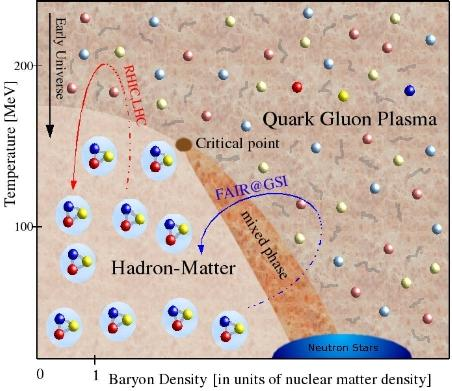 Early Universe
Temperature [MeV]
200
100
RHIC,LHC
Quark Gluon Plasma
Critical point
FAIR@GSI
mixed phase
Hadron-Matter
Neutron Stars
0
1
Baryon Density [in units of nuclear matter density]